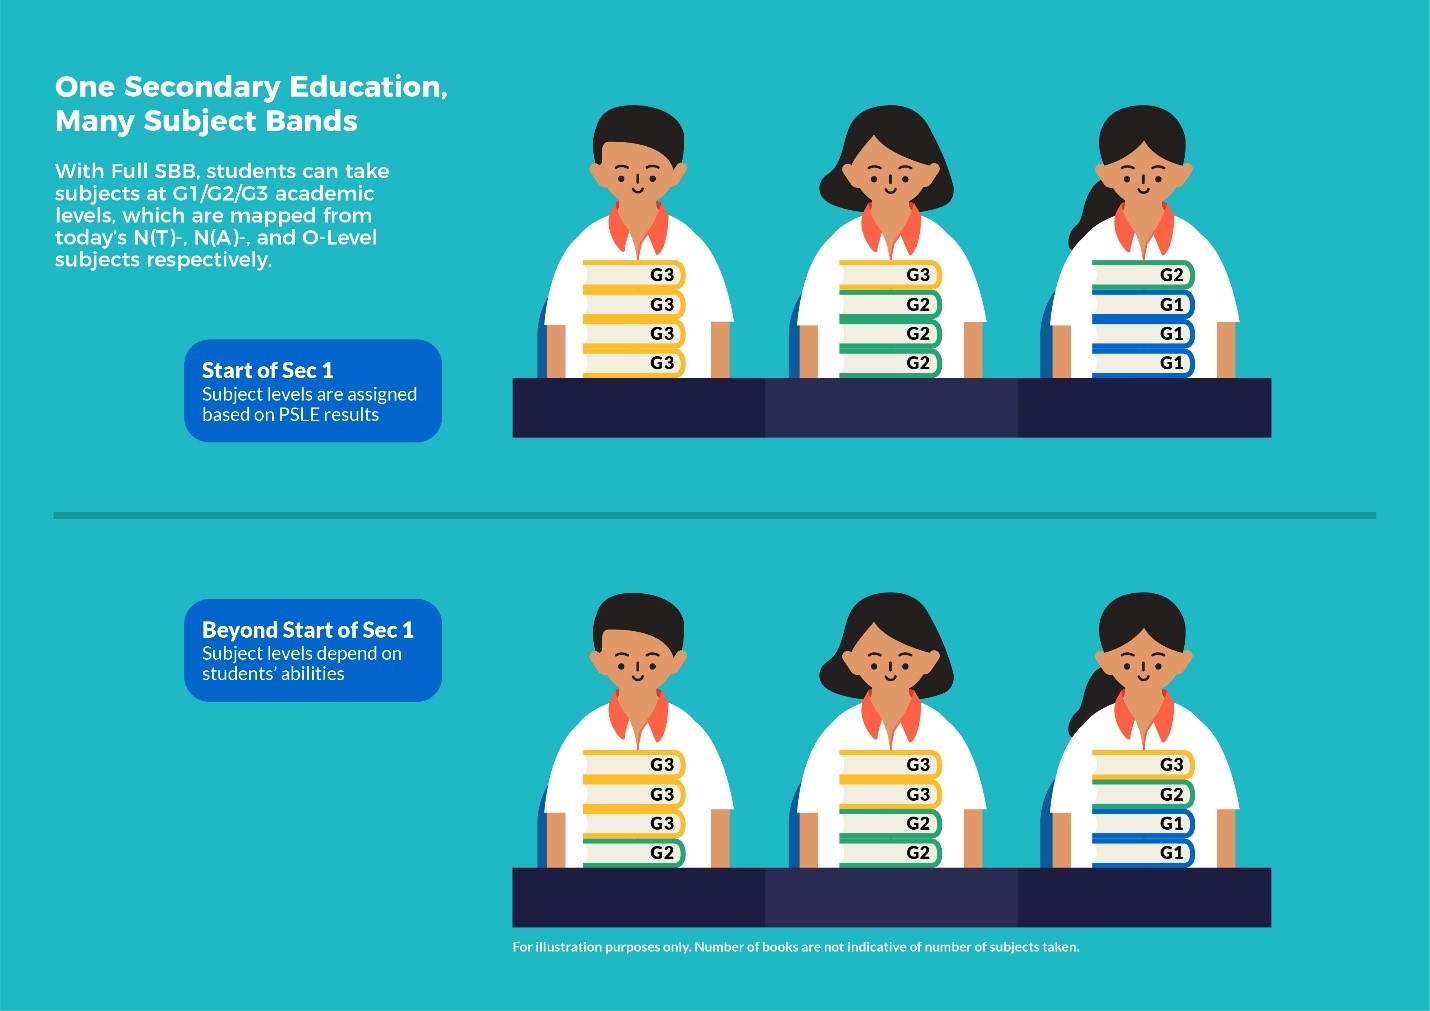 One Secondary Education,
Many Subject Bands
With Full SBB, students can take
subjects at G1/G2/G3 academic
levels, which are mapped from
today's N(T)-, N(A)-, and O-Level
subjects respectively.
Start of Sec 1
Subject levels are assigned
based on PSLE results
G3
G3
G3
G3
G3
G2
G2
G2
G2
G1
G1
G1
Beyond Start of Sec 1
Subject levels depend on
students' abilities
G3
G3
G3
G2
G3
G3
G2
G2
G3
G2
G1
G1
For illustration purposes only. Number of books are not indicative of number of subjects taken.